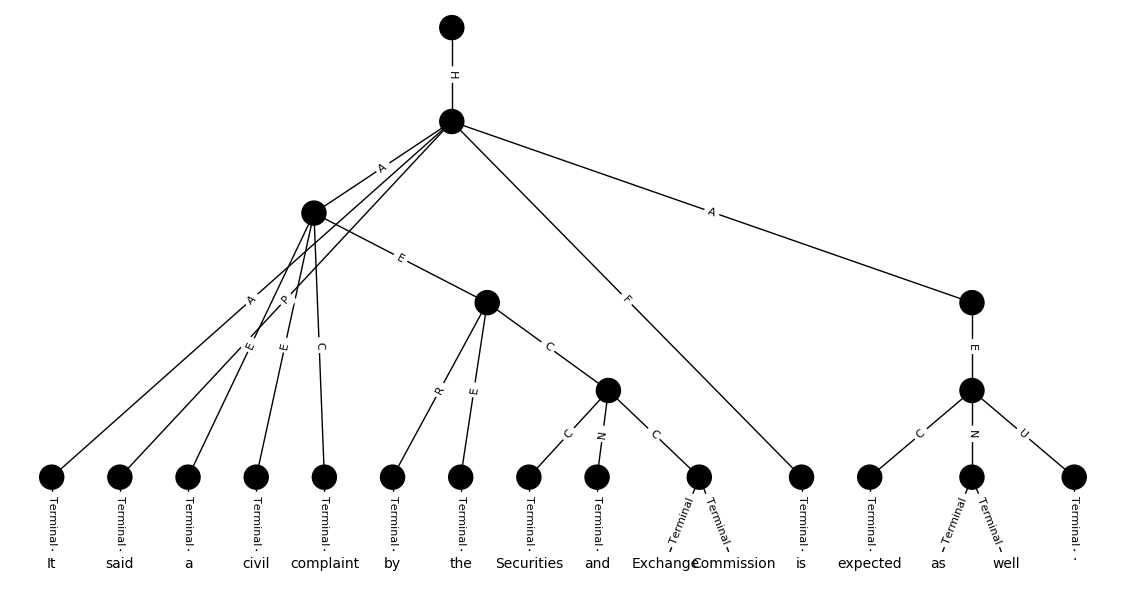 H
A
A
E
A
P
F
E
E
C
E
C
R
E
C
N
C
C
N
U
Terminal Terminal Terminal Terminal Terminal Terminal Terminal Terminal Terminal Terminal Terminal Terminal Terminal Terminal Terminal Terminal
It said a civil complaint by the Securities and Exchange Commission is expected as well .